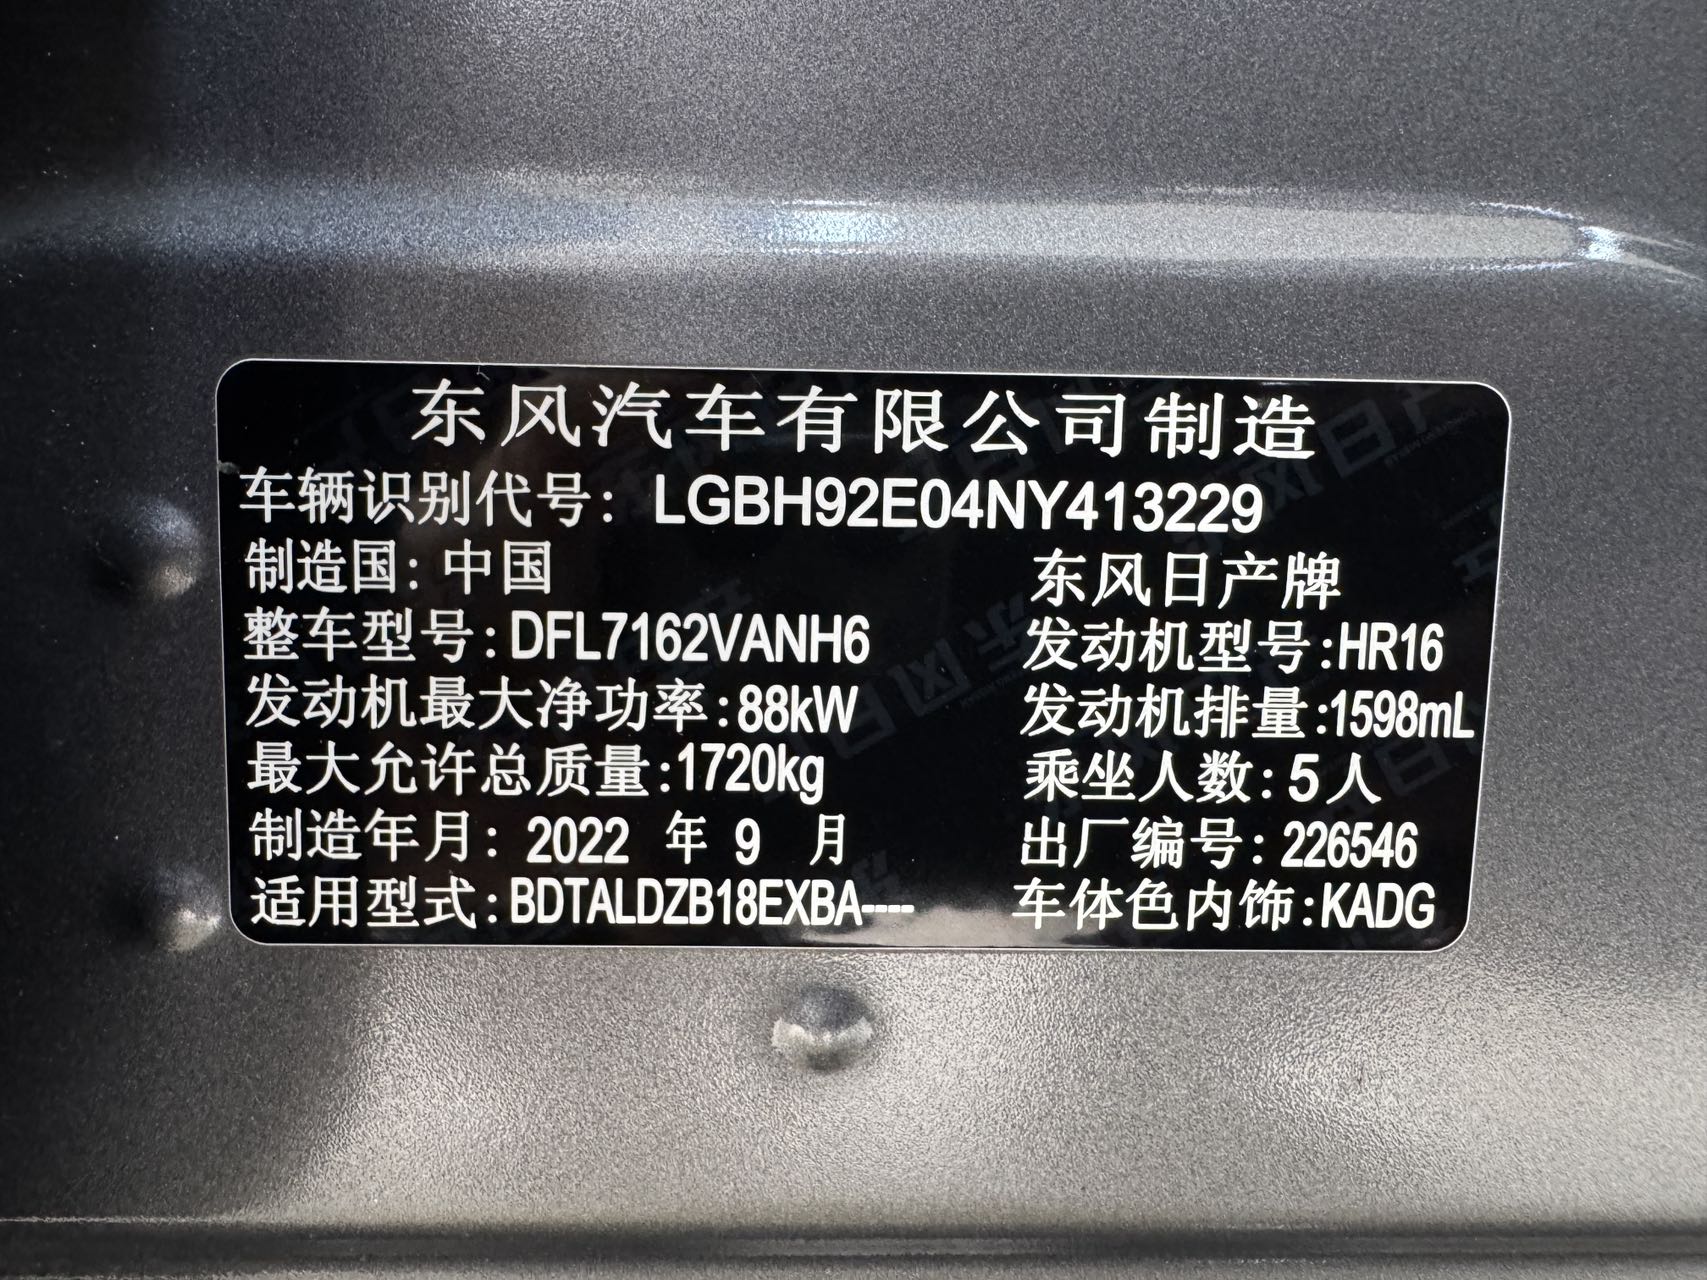 东风汽车有限公司制造
车辆识别代号：LGBH92E04NY413229
制造国：中国 东风日产牌
整车型号：DFL7162VANH6 发动机型号：HR16
发动机最大净功率：88kW 发动机排量：1598mL
最大允许总质量：1720kg 乘坐人数：5人
制造年月：2022 年 9 月 出厂编号：226546
适用型式：BDTALDZB18EXBA---- 车体色内饰：KADG